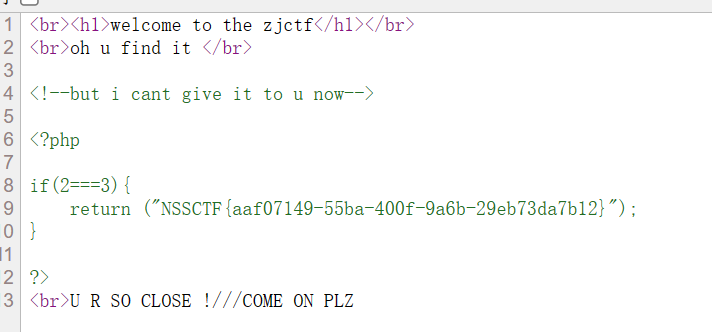 1 <br><h1>welcome to the zjctf</h1></br>
2 <br>oh u find it </br>
3
4 <!--but i cant give it to u now-->
5
6 <?php
7
8 if(2===3){
9     return ("NSSCTF{aaf07149-55ba-400f-9a6b-29eb73da7b12}");
0 }
11
2 ?>
3 <br>U R SO CLOSE !///COME ON PLZ